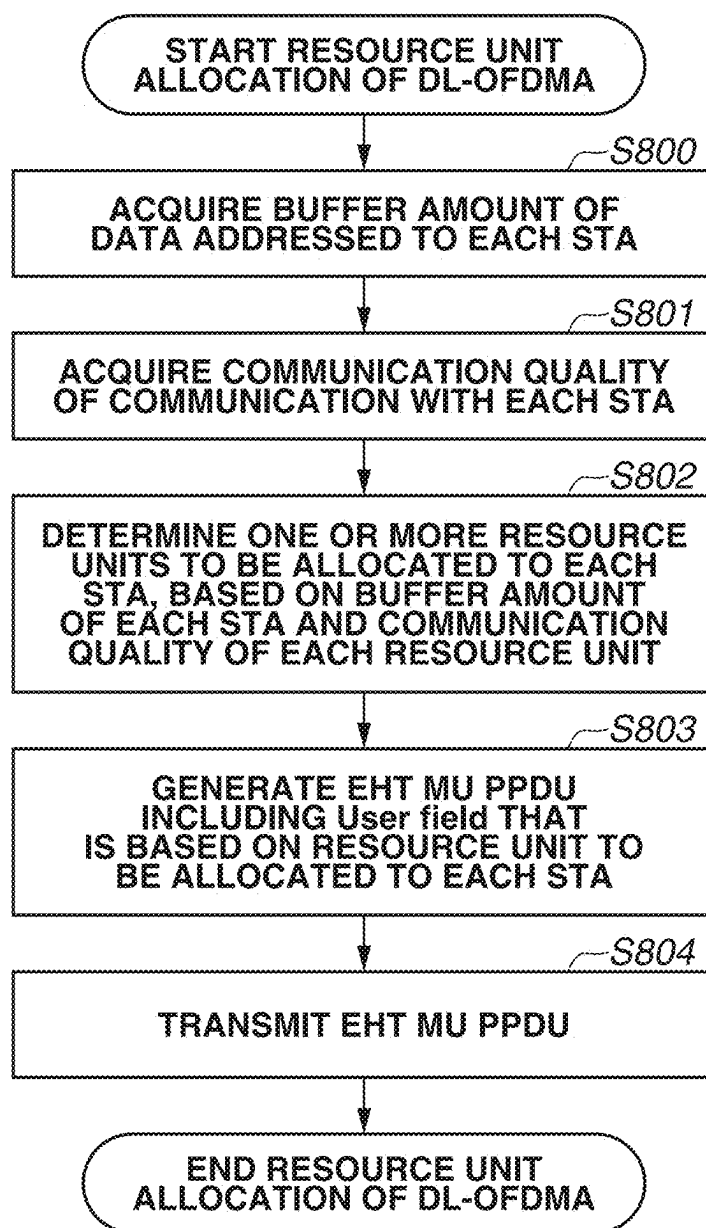 START RESOURCE UNIT
ALLOCATION OF DL-OFDMA
S800
ACQUIRE BUFFER AMOUNT OF
DATA ADDRESSED TO EACH STA
S801
ACQUIRE COMMUNICATION QUALITY
OF COMMUNICATION WITH EACH STA
S802
DETERMINE ONE OR MORE RESOURCE
UNITS TO BE ALLOCATED TO EACH
STA, BASED ON BUFFER AMOUNT
OF EACH STA AND COMMUNICATION
QUALITY OF EACH RESOURCE UNIT
S803
GENERATE EHT MU PPDU
INCLUDING User field THAT
IS BASED ON RESOURCE UNIT TO
BE ALLOCATED TO EACH STA
S804
TRANSMIT EHT MU PPDU
END RESOURCE UNIT
ALLOCATION OF DL-OFDMA